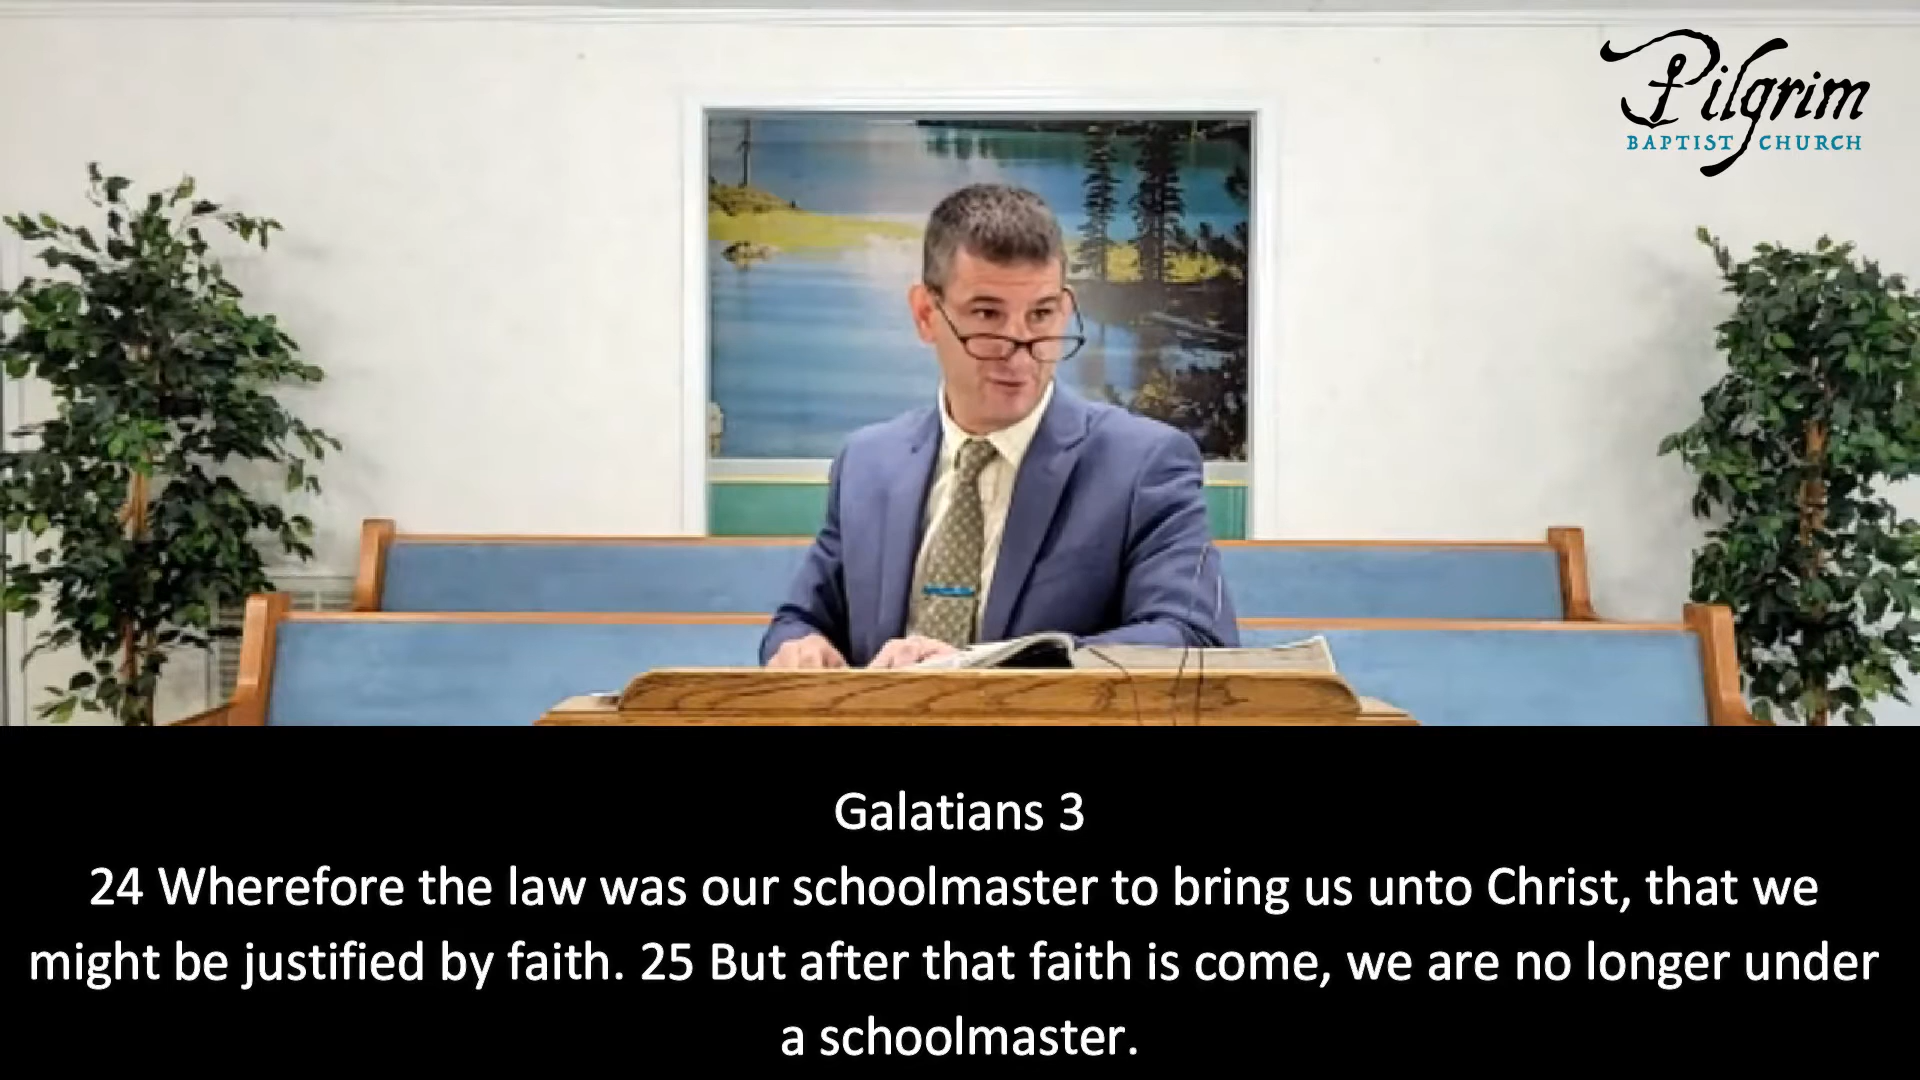 Pilgrim
BAPTIST CHURCH
Galatians 3
24 Wherefore the law was our schoolmaster to bring us unto Christ, that we
might be justified by faith. 25 But after that faith is come, we are no longer under
a schoolmaster.